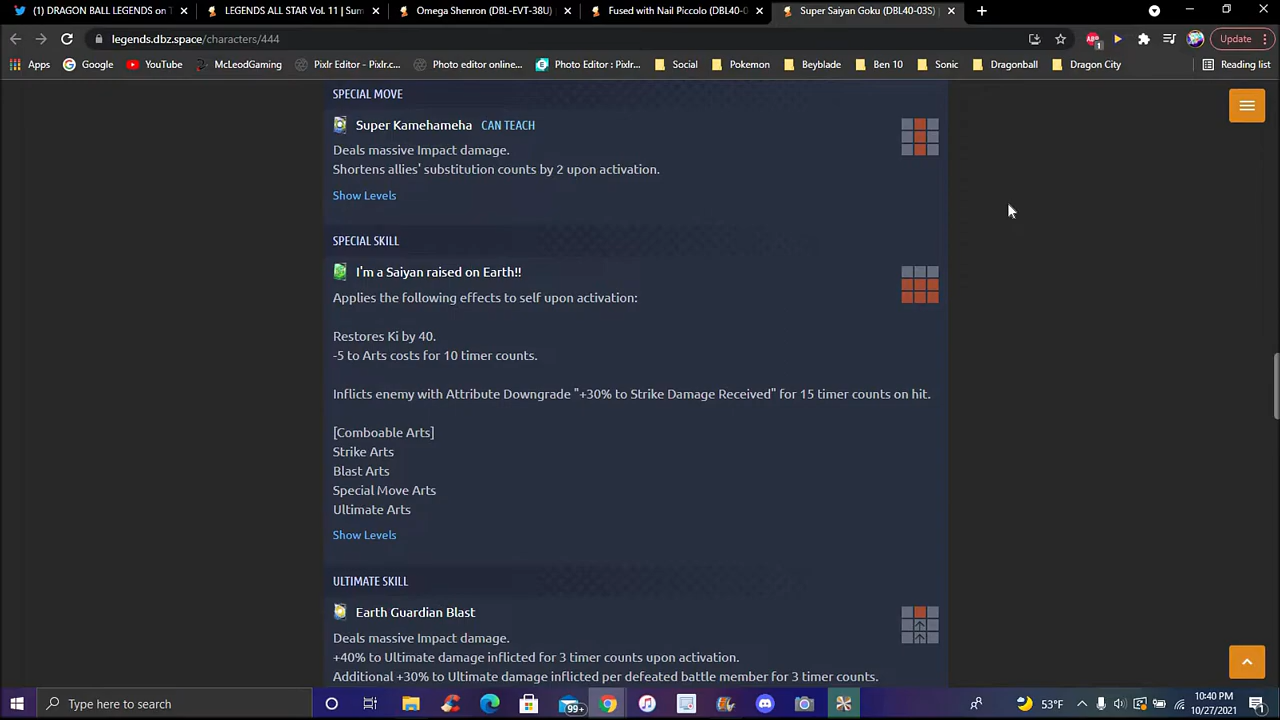 (1) DRAGON BALL LEGENDS on T
LEGENDS ALL STAR Vol. 11 | Sum
Omega Shenron (DBL-EVT-38U)
Fused with Nail Piccolo (DBL40-0
Super Saiyan Goku (DBL40-03S)
legends.dbz.space/characters/444
ABP
1
Update
Apps
Google
YouTube
McLeodGaming
Pixlr Editor - Pixlr.c...
Photo editor online...
Photo Editor : Pixlr...
Social
Pokemon
Beyblade
Ben 10
Sonic
Dragonball
Dragon City
Reading list
SPECIAL MOVE
Super Kamehameha CAN TEACH
Deals massive Impact damage.
Shortens allies' substitution counts by 2 upon activation.
Show Levels
SPECIAL SKILL
I'm a Saiyan raised on Earth!!
Applies the following effects to self upon activation:
Restores Ki by 40.
-5 to Arts costs for 10 timer counts.
Inflicts enemy with Attribute Downgrade "+30% to Strike Damage Received" for 15 timer counts on hit.
[Comboable Arts]
Strike Arts
Blast Arts
Special Move Arts
Ultimate Arts
Show Levels
ULTIMATE SKILL
Earth Guardian Blast
Deals massive Impact damage.
+40% to Ultimate damage inflicted for 3 timer counts upon activation.
Additional +30% to Ultimate damage inflicted per defeated battle member for 3 timer counts.
Type here to search
99+
53°F
10:40 PM
10/27/2021